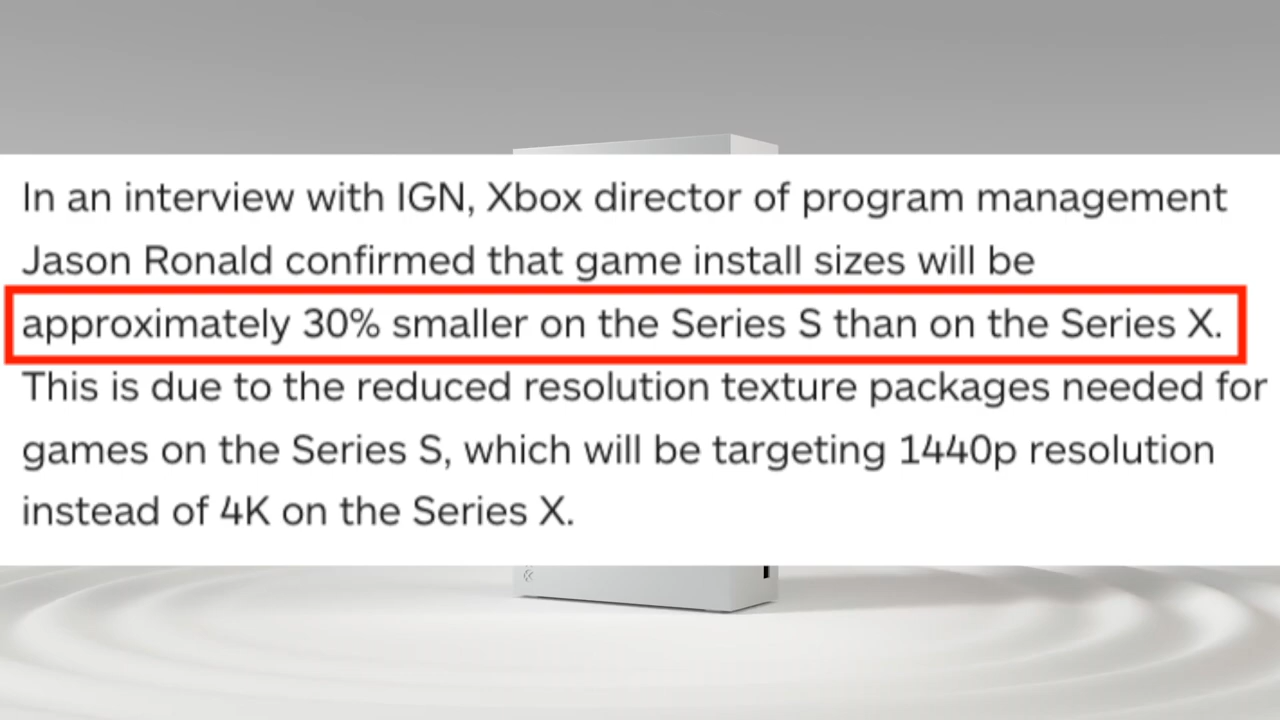 In an interview with IGN, Xbox director of program management
Jason Ronald confirmed that game install sizes will be
approximately 30% smaller on the Series S than on the Series X.
This is due to the reduced resolution texture packages needed for
games on the Series S, which will be targeting 1440p resolution
instead of 4K on the Series X.